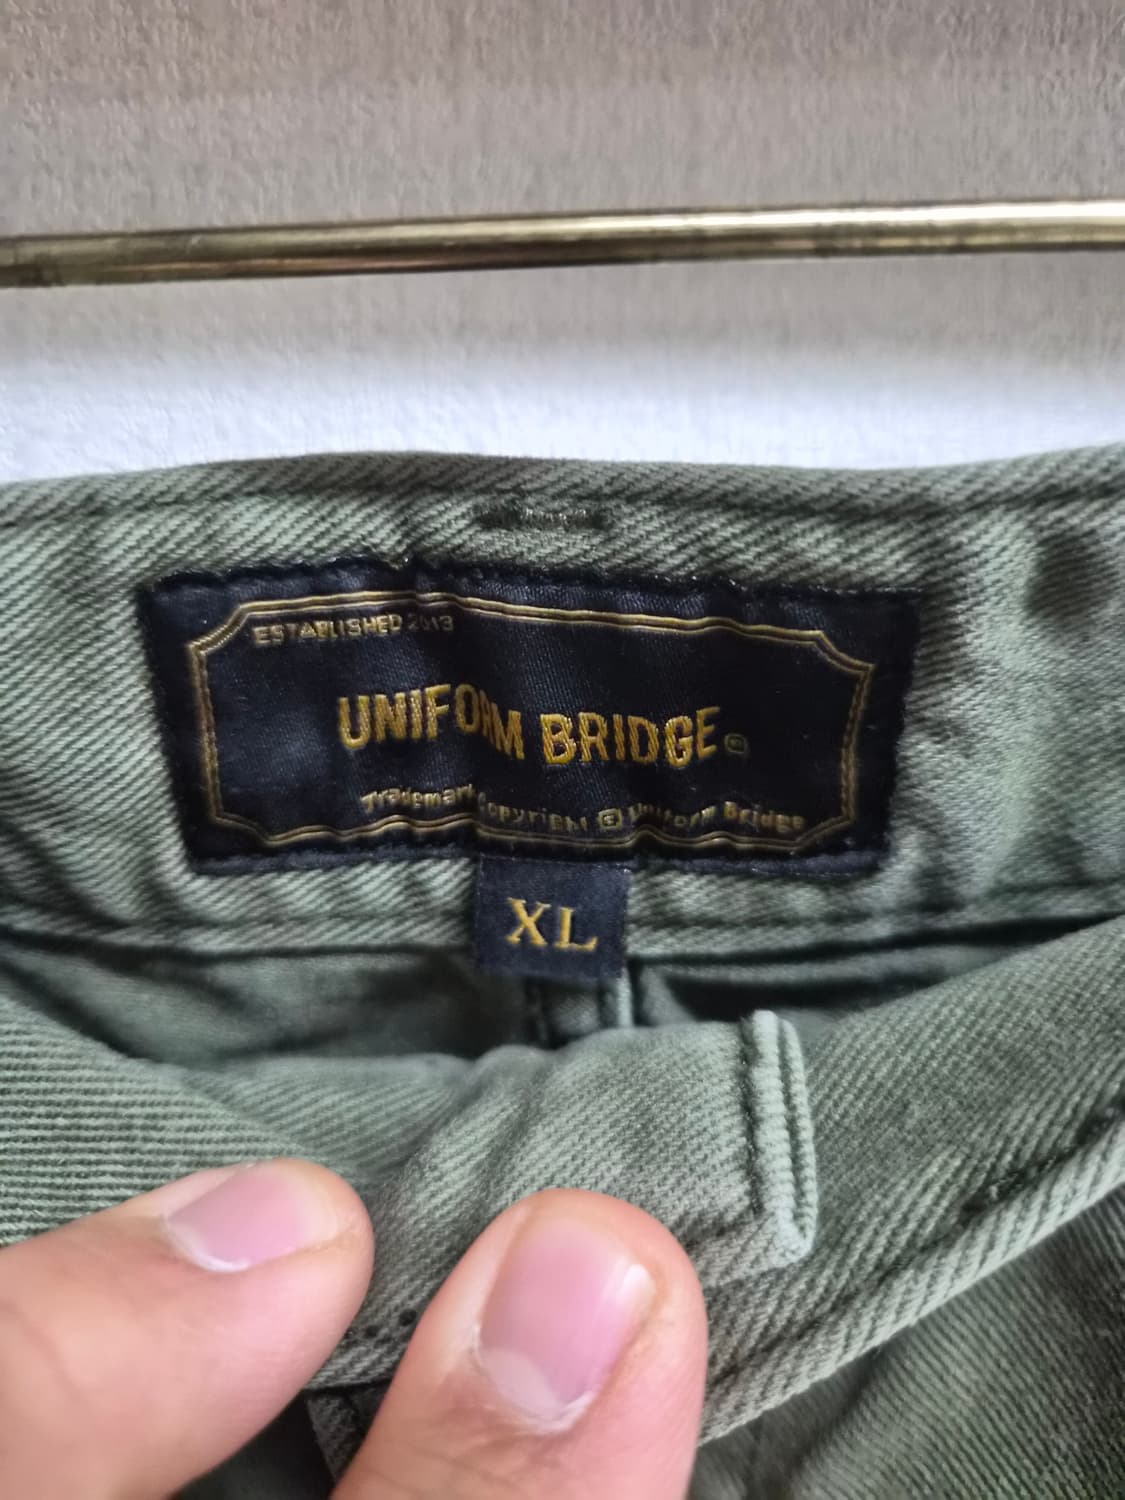 ESTABLISHED 2013
UNIFORM BRIDGE
Trademark Copyright © Uniform Bridge
XL